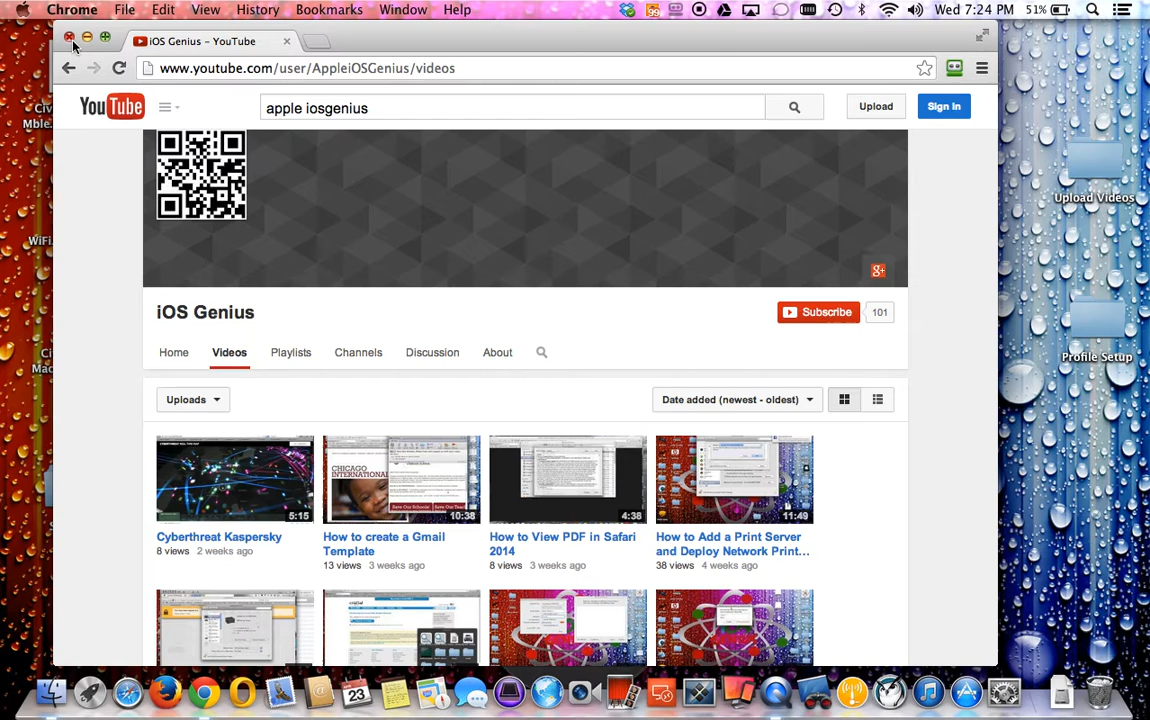 Chrome File Edit View History Bookmarks Window Help Wed 7:24 PM 51%
iOS Genius - YouTube
www.youtube.com/user/AppleiOSGenius/videos
YouTube apple iosgenius Upload Sign In
Upload Videos
iOS Genius Subscribe 101
Home Videos Playlists Channels Discussion About
Profile Setup
Uploads Date added (newest - oldest)
5:15 10:38 4:38 11:49
Cyberthreat Kaspersky
8 views 2 weeks ago
How to create a Gmail
Template
13 views 3 weeks ago
How to View PDF in Safari
2014
8 views 3 weeks ago
How to Add a Print Server
and Deploy Network Print...
38 views 4 weeks ago
23